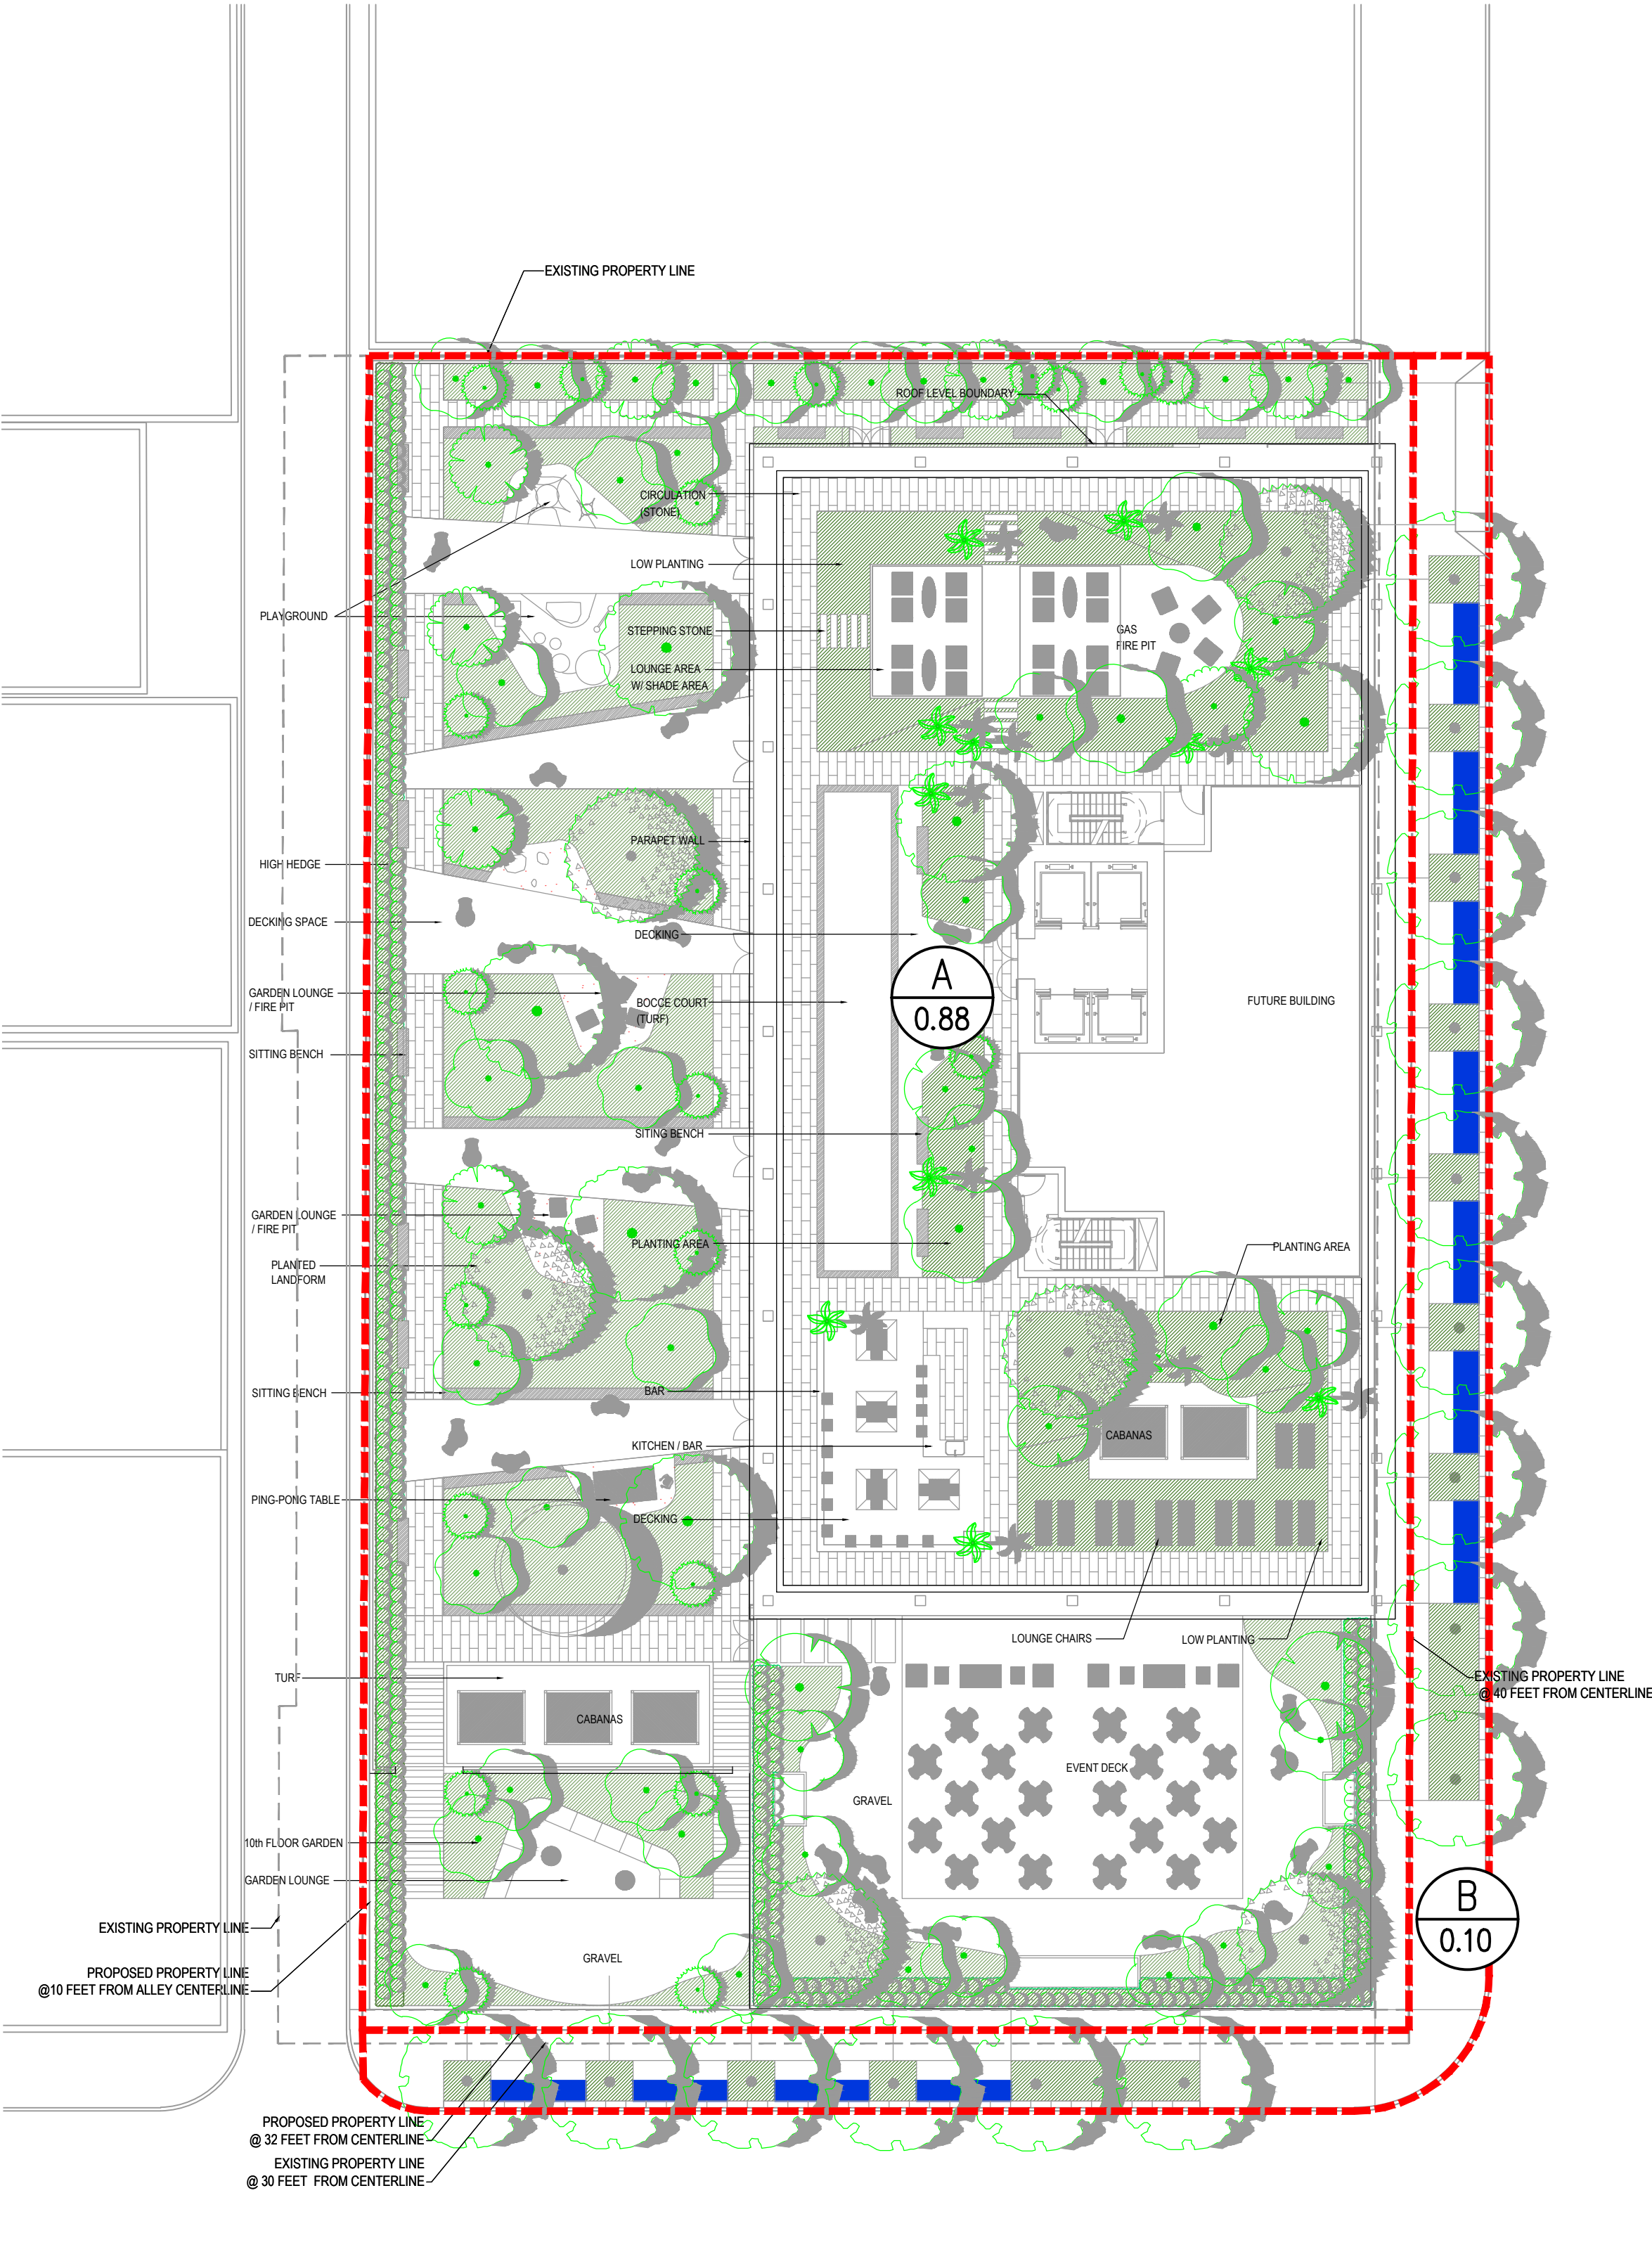 EXISTING PROPERTY LINE
ROOF LEVEL BOUNDARY
CIRCULATION
(STONE)
LOW PLANTING
PLAYGROUND
STEPPING STONE
GAS
FIRE PIT
LOUNGE AREA
W/ SHADE AREA
PARAPET WALL
HIGH HEDGE
DECKING SPACE
DECKING
A
0.88
GARDEN LOUNGE
/ FIRE PIT
BOCCE COURT
(TURF)
FUTURE BUILDING
SITTING BENCH
SITING BENCH
GARDEN LOUNGE
/ FIRE PIT
PLANTING AREA
PLANTING AREA
PLANTED
LANDFORM
SITTING BENCH
BAR
KITCHEN / BAR
CABANAS
PING-PONG TABLE
DECKING
LOUNGE CHAIRS
LOW PLANTING
TURF
EXISTING PROPERTY LINE
@ 40 FEET FROM CENTERLINE
CABANAS
EVENT DECK
GRAVEL
10th FLOOR GARDEN
GARDEN LOUNGE
B
0.10
EXISTING PROPERTY LINE
GRAVEL
PROPOSED PROPERTY LINE
@10 FEET FROM ALLEY CENTERLINE
PROPOSED PROPERTY LINE
@ 32 FEET FROM CENTERLINE
EXISTING PROPERTY LINE
@ 30 FEET FROM CENTERLINE